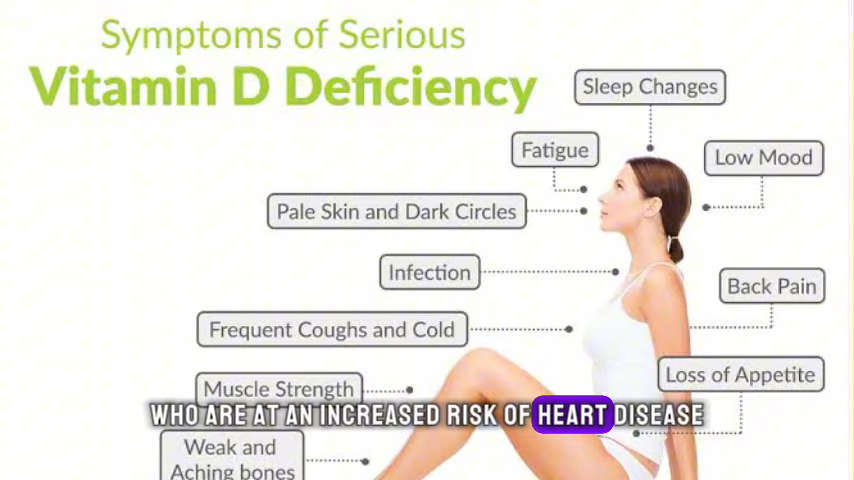 Symptoms of Serious
Vitamin D Deficiency
Sleep Changes
Fatigue
Low Mood
Pale Skin and Dark Circles
Infection
Back Pain
Frequent Coughs and Cold
Loss of Appetite
Muscle Strength
WHO ARE AT AN INCREASED RISK OF HEART DISEASE
Weak and
Aching bones